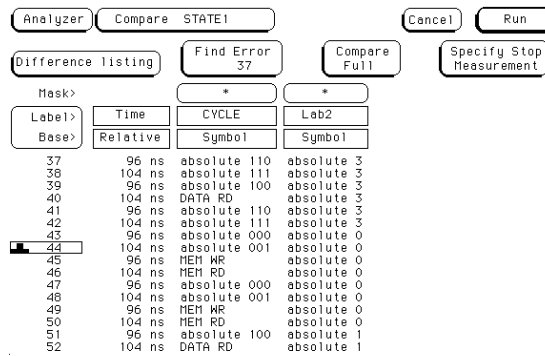 Analyzer Compare STATE1 Cancel Run
Difference listing Find Error 37 Compare Full Specify Stop Measurement
Mask> * *
Label> Time CYCLE Lab2
Base> Relative Symbol Symbol
37 96 ns absolute 110 absolute 3
38 104 ns absolute 111 absolute 3
39 96 ns absolute 100 absolute 3
40 104 ns DATA RD absolute 3
41 96 ns absolute 110 absolute 3
42 104 ns absolute 111 absolute 3
43 96 ns absolute 000 absolute 0
44 104 ns absolute 001 absolute 0
45 96 ns MEM WR absolute 0
46 104 ns MEM RD absolute 0
47 96 ns absolute 000 absolute 0
48 104 ns absolute 001 absolute 0
49 96 ns MEM WR absolute 0
50 104 ns MEM RD absolute 0
51 96 ns absolute 100 absolute 1
52 104 ns DATA RD absolute 1